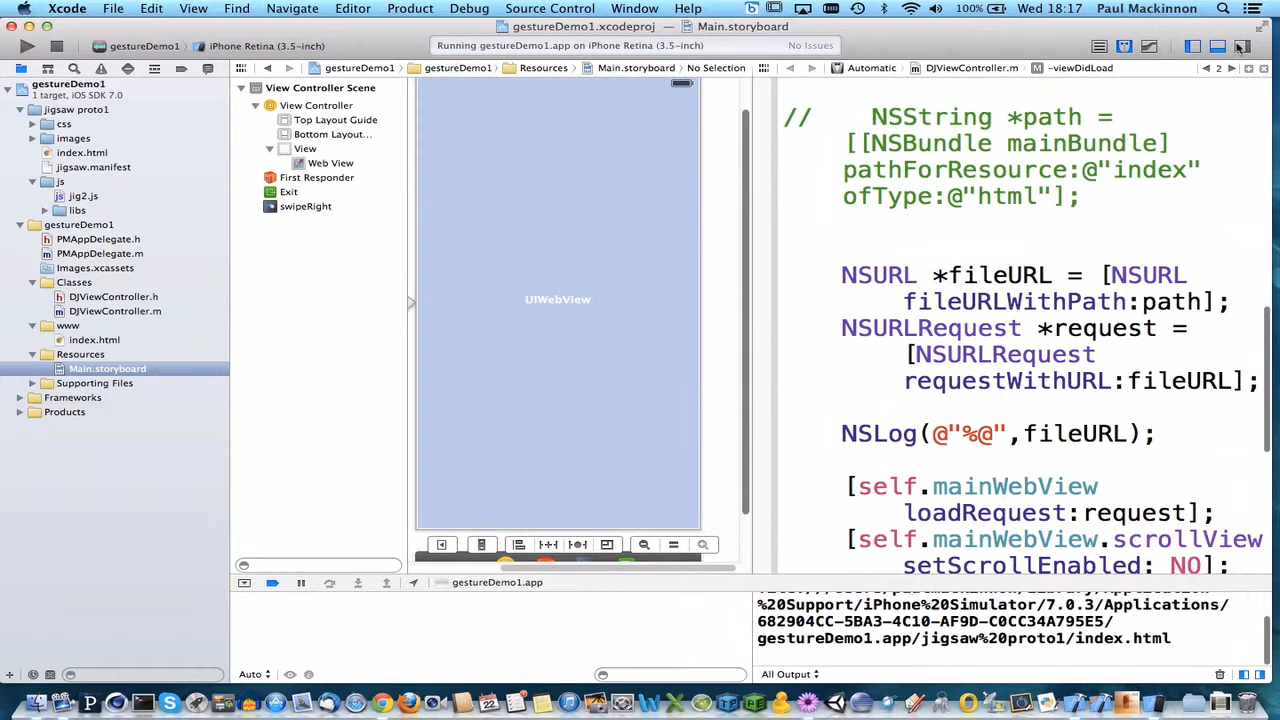 Xcode File Edit View Find Navigate Editor Product Debug Source Control Window Help 100% Wed 18:17 Paul Mackinnon
gestureDemo1.xcodeproj — Main.storyboard
gestureDemo1 iPhone Retina (3.5-inch) Running gestureDemo1.app on iPhone Retina (3.5-inch) No Issues
gestureDemo1 gestureDemo1 Resources Main.storyboard No Selection Automatic DJViewController.m -viewDidLoad 2
gestureDemo1
1 target, iOS SDK 7.0
jigsaw proto1
css
images
index.html
jigsaw.manifest
js
jig2.js
libs
gestureDemo1
PMAppDelegate.h
PMAppDelegate.m
Images.xcassets
Classes
DJViewController.h
DJViewController.m
www
index.html
Resources
Main.storyboard
Supporting Files
Frameworks
Products
View Controller Scene
View Controller
Top Layout Guide
Bottom Layout...
View
Web View
First Responder
Exit
swipeRight
UIWebView
// NSString *path =
[[NSBundle mainBundle]
pathForResource:@"index"
ofType:@"html"];
NSURL *fileURL = [NSURL
fileURLWithPath:path];
NSURLRequest *request =
[NSURLRequest
requestWithURL:fileURL];
NSLog(@"%@",fileURL);
[self.mainWebView
loadRequest:request];
[self.mainWebView.scrollView
setScrollEnabled: NO];
gestureDemo1.app
%20Support/iPhone%20Simulator/7.0.3/Applications/
682904CC-5BA3-4C10-AF9D-C0CC34A795E5/
gestureDemo1.app/jigsaw%20proto1/index.html
Auto
All Output